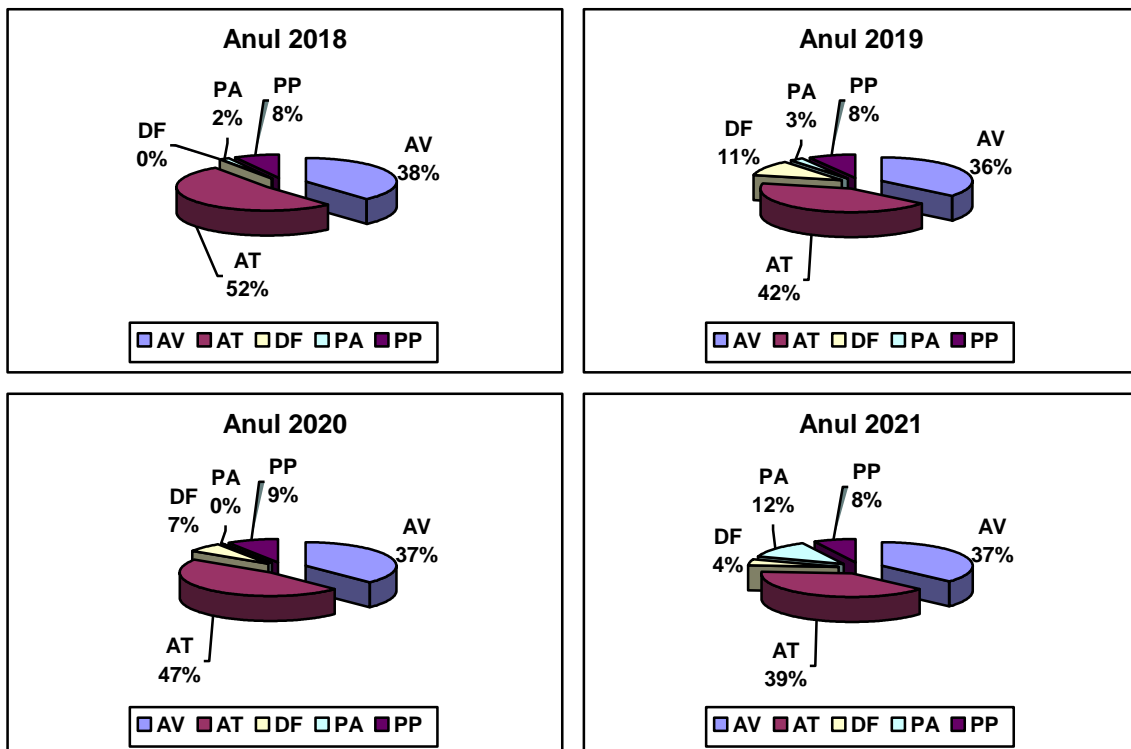 Anul 2018
PA
2%
PP
8%
DF
0%
AV
38%
AT
52%
AV AT DF PA PP
Anul 2019
PA
3%
PP
8%
DF
11%
AV
36%
AT
42%
AV AT DF PA PP
Anul 2020
PA
0%
PP
9%
DF
7%
AV
37%
AT
47%
AV AT DF PA PP
Anul 2021
PA
12%
PP
8%
DF
4%
AV
37%
AT
39%
AV AT DF PA PP